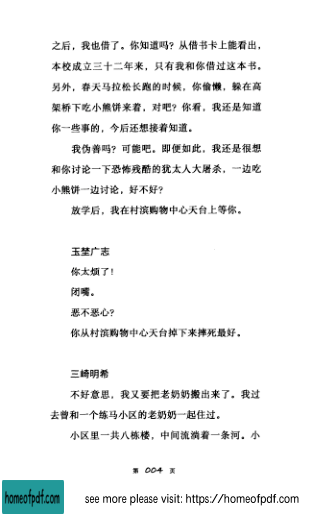 之后，我也借了。你知道吗？从借书卡上能看出，
本校成立三十二年来，只有我和你借过这本书。
另外，春天马拉松长跑的时候，你偷懒，躲在高
架桥下吃小熊饼来着，对吧？你看，我还是知道
你一些事的，今后还想接着知道。
我伪善吗？可能吧。即便如此，我还是很想
和你讨论一下恐怖残酷的犹太人大屠杀，一边吃
小熊饼一边讨论，好不好？
放学后，我在村滨购物中心天台上等你。
玉埜广志
你太烦了！
闭嘴。
恶不恶心？
你从村滨购物中心天台掉下来摔死最好。
三崎明希
不好意思，我又要把老奶奶搬出来了。我过
去曾和一个练马小区的老奶奶一起住过。
小区里一共八栋楼，中间流淌着一条河。小
第 004 页
homeofpdf.com
see more please visit: https://homeofpdf.com